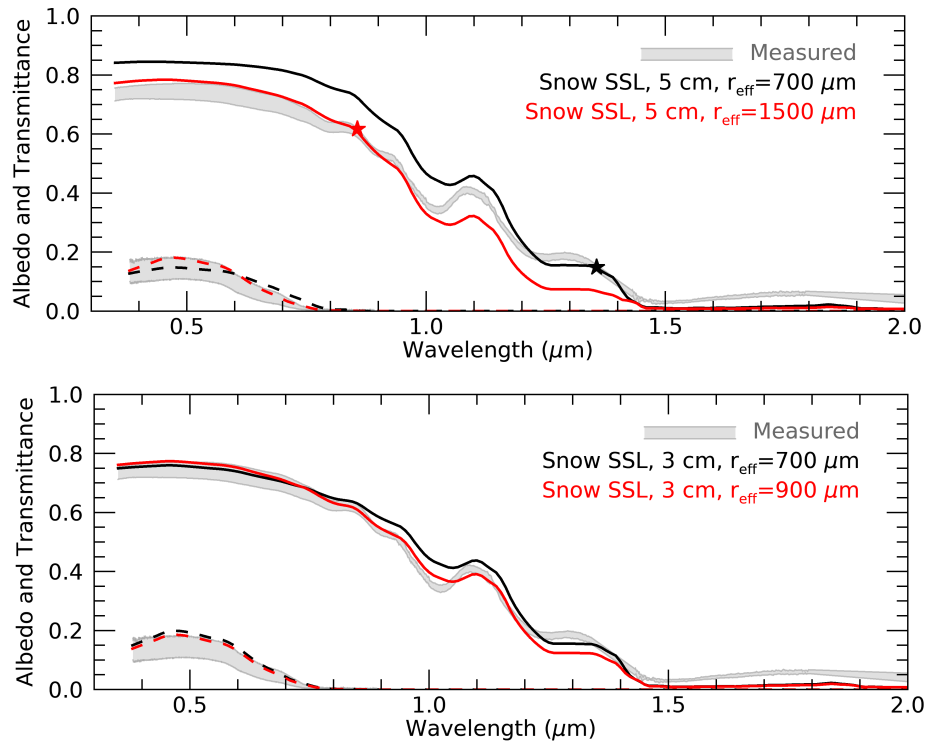 1.0
0.8
0.6
0.4
0.2
0.0
Albedo and Transmittance
Measured
Snow SSL, 5 cm, reff=700 μm
Snow SSL, 5 cm, reff=1500 μm
0.5 1.0 1.5 2.0
Wavelength (μm)
1.0
0.8
0.6
0.4
0.2
0.0
Albedo and Transmittance
Measured
Snow SSL, 3 cm, reff=700 μm
Snow SSL, 3 cm, reff=900 μm
0.5 1.0 1.5 2.0
Wavelength (μm)